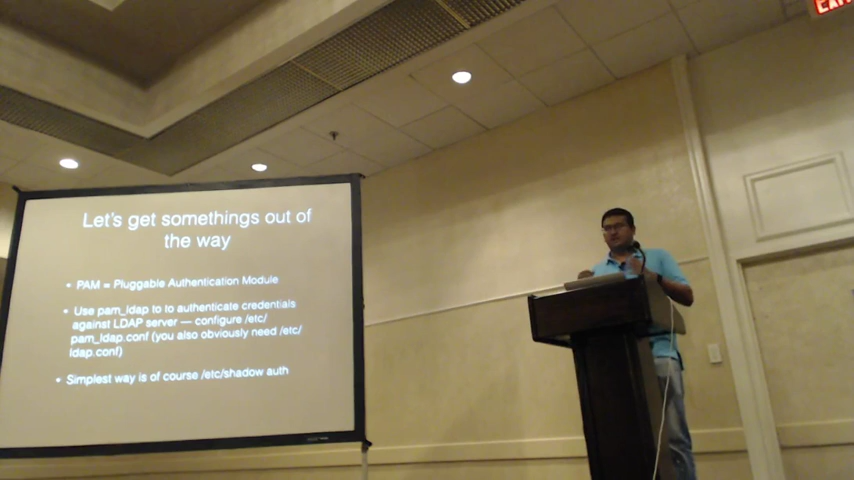 Let's get somethings out of
the way
• PAM = Pluggable Authentication Module
• Use pam_ldap to to authenticate credentials
against LDAP server — configure /etc/
pam_ldap.conf (you also obviously need /etc/
ldap.conf)
• Simplest way is of course /etc/shadow auth